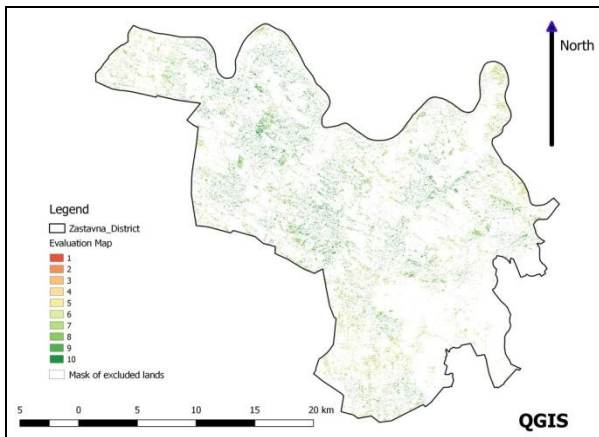 North
Legend
Zastavna_District
Evaluation Map
1
2
3
4
5
6
7
8
9
10
Mask of excluded lands
5 0 5 10 15 20 km
QGIS